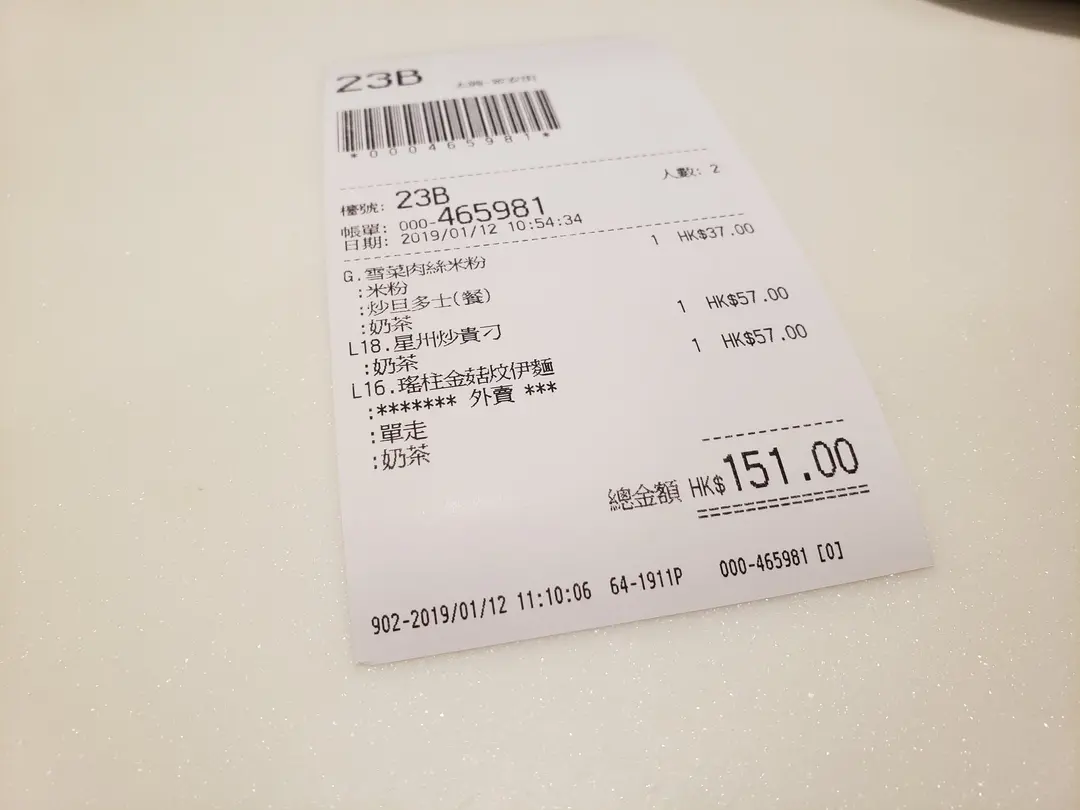 23B
*000465981*
人數: 2
檯號: 23B
帳單: 000-465981
日期: 2019/01/12 10:54:34
G.雪菜肉絲米粉 1 HK$37.00
:米粉
:炒旦多士(餐)
:奶茶
L18.星州炒貴刁 1 HK$57.00
:奶茶
L16.瑤柱金菇炆伊麵 1 HK$57.00
:******* 外賣 ***
:單走
:奶茶
總金額 HK$151.00
902-2019/01/12 11:10:06 64-1911P 000-465981 [0]